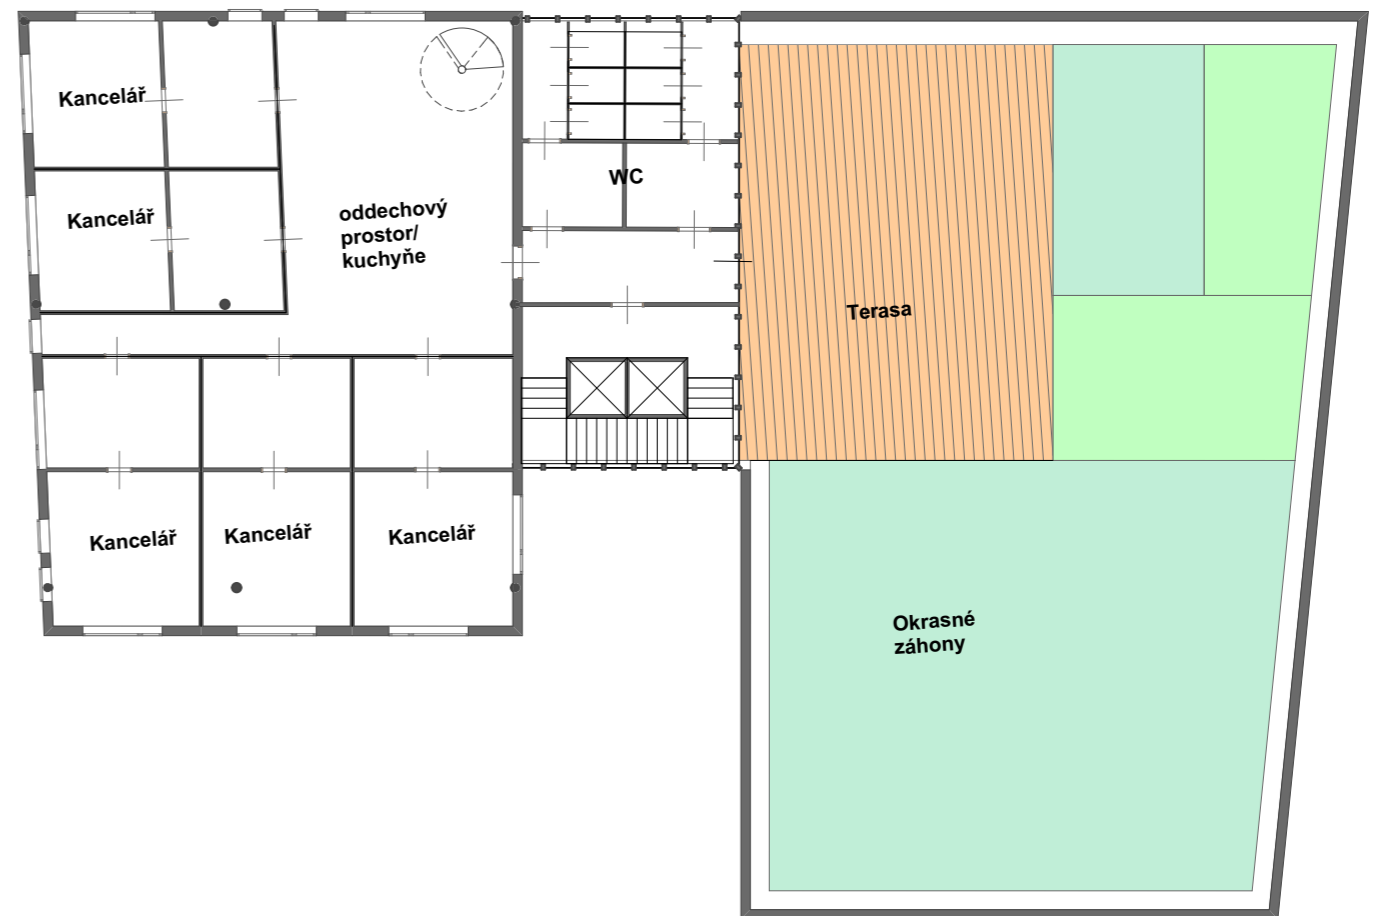 Kancelář
Kancelář
oddechový
prostor/
kuchyňe
WC
Terasa
Kancelář
Kancelář
Kancelář
Okrasné
záhony